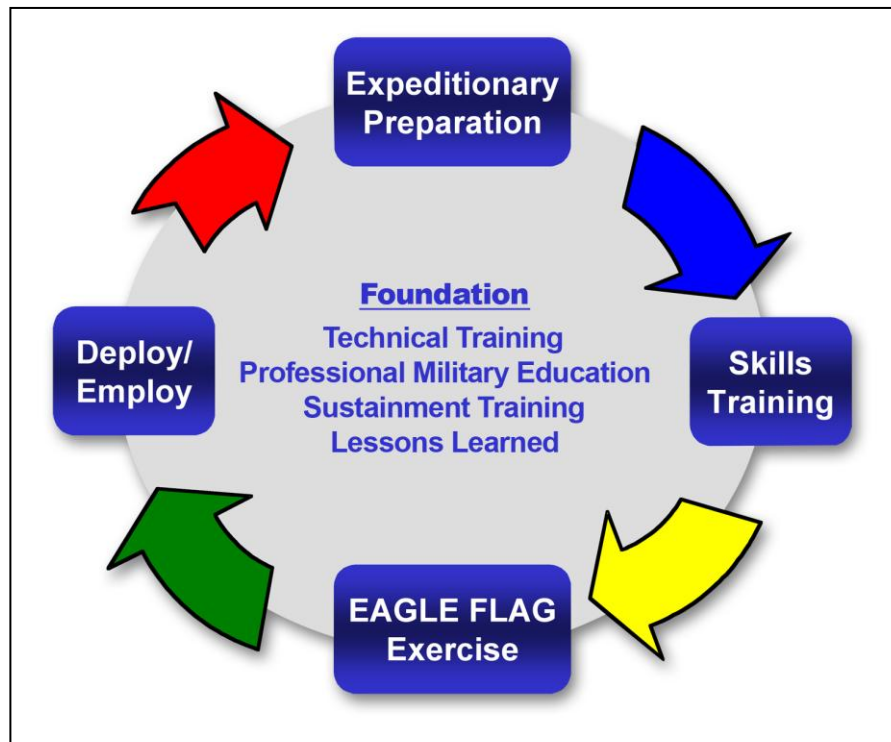 Expeditionary
Preparation
Foundation
Technical Training
Professional Military Education
Sustainment Training
Lessons Learned
Deploy/
Employ
Skills
Training
EAGLE FLAG
Exercise